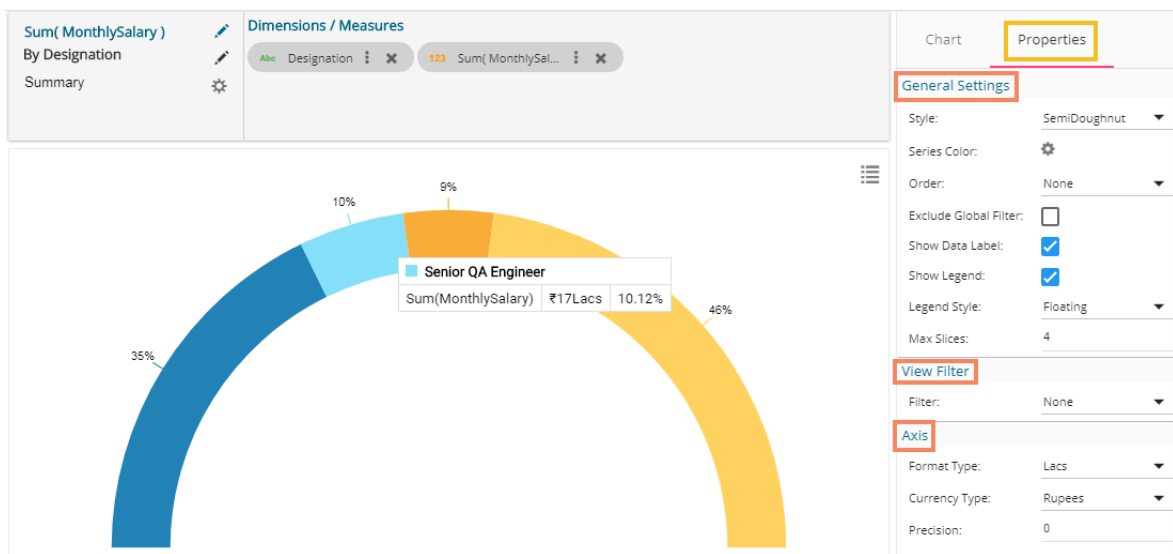 Sum( MonthlySalary )
By Designation
Summary
Dimensions / Measures
Abc Designation
123 Sum( MonthlySal...
10%
9%
35%
46%
Senior QA Engineer
Sum(MonthlySalary) ₹17Lacs 10.12%
Chart Properties
General Settings
Style: SemiDoughnut
Series Color:
Order: None
Exclude Global Filter:
Show Data Label:
Show Legend:
Legend Style: Floating
Max Slices: 4
View Filter
Filter: None
Axis
Format Type: Lacs
Currency Type: Rupees
Precision: 0